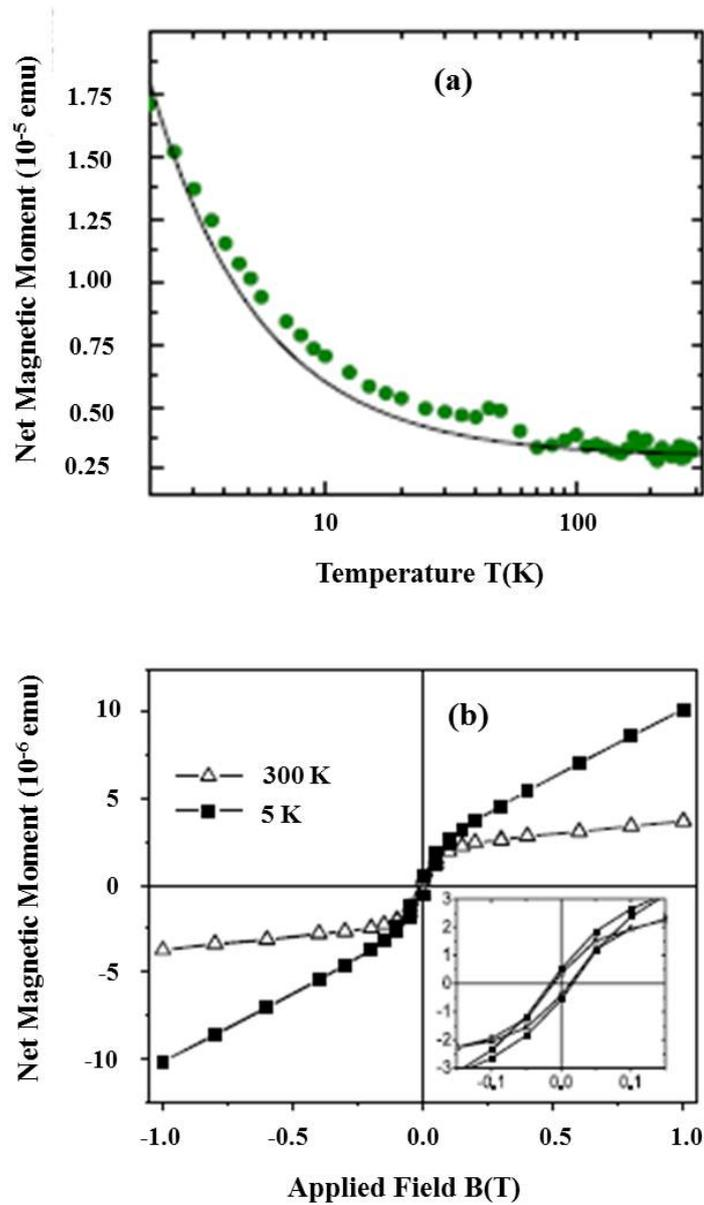 (a)
Net Magnetic Moment (10⁻⁵ emu)
1.75
1.50
1.25
1.00
0.75
0.50
0.25
10 100
Temperature T(K)
(b)
Net Magnetic Moment (10⁻⁶ emu)
10
5
0
-5
-10
300 K
5 K
3
2
1
0
-1
-2
-3
-0.1 0.0 0.1
-1.0 -0.5 0.0 0.5 1.0
Applied Field B(T)